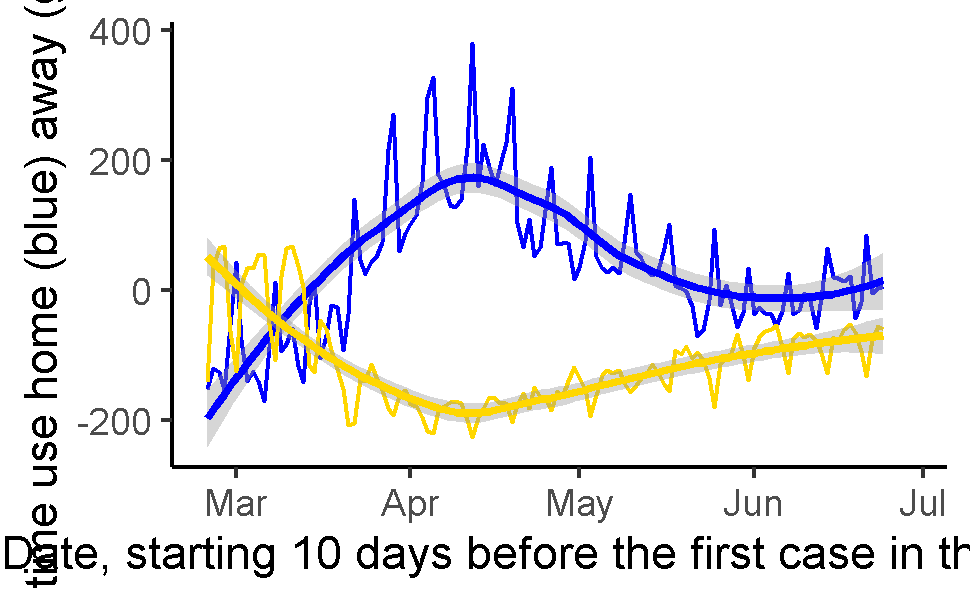 time use home (blue) away (
400
200
0
-200
Mar Apr May Jun Jul
Date, starting 10 days before the first case in th